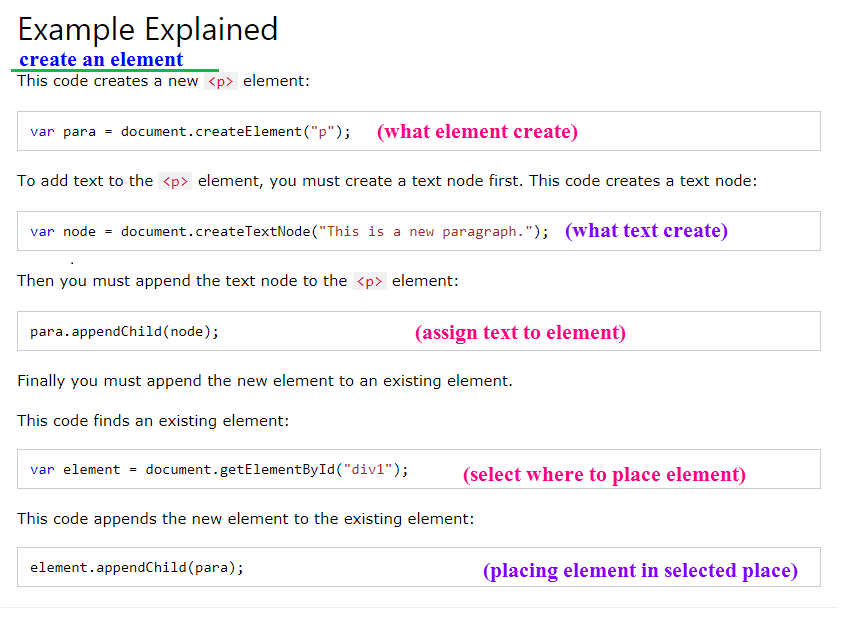 Example Explained
create an element
This code creates a new <p> element:
var para = document.createElement("p"); (what element create)
To add text to the <p> element, you must create a text node first. This code creates a text node:
var node = document.createTextNode("This is a new paragraph."); (what text create)
.
Then you must append the text node to the <p> element:
para.appendChild(node); (assign text to element)
Finally you must append the new element to an existing element.
This code finds an existing element:
var element = document.getElementById("div1"); (select where to place element)
This code appends the new element to the existing element:
element.appendChild(para); (placing element in selected place)